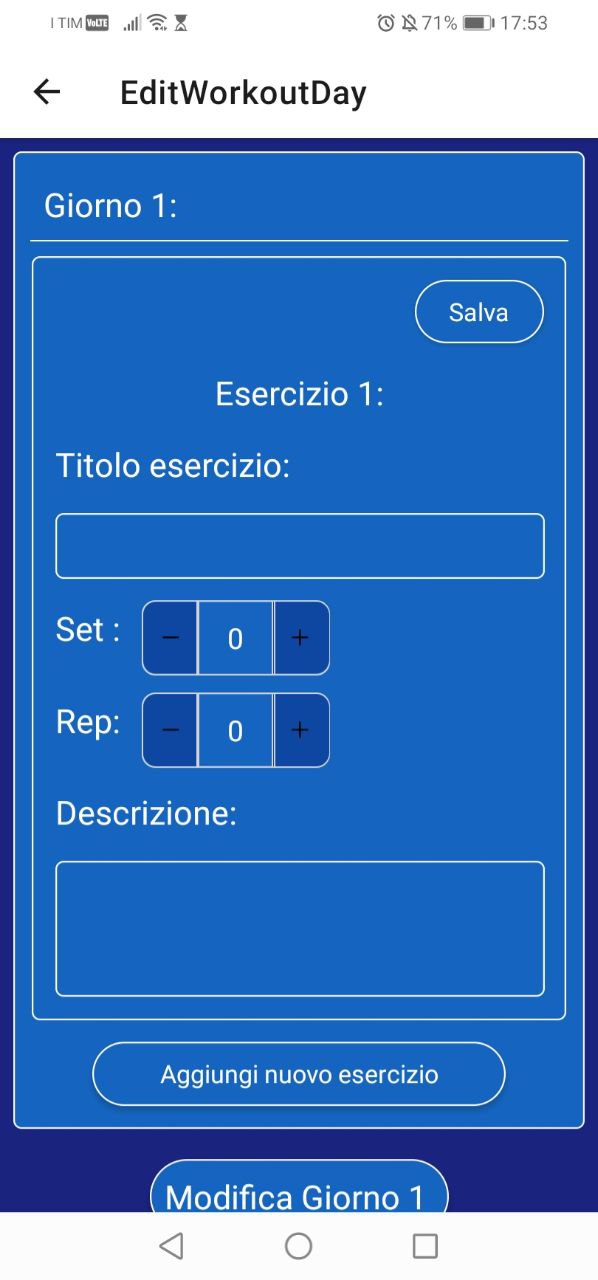 I TIM VoLTE 71% 17:53
EditWorkoutDay
Giorno 1:
Salva
Esercizio 1:
Titolo esercizio:
Set : − 0 +
Rep: − 0 +
Descrizione:
Aggiungi nuovo esercizio
Modifica Giorno 1